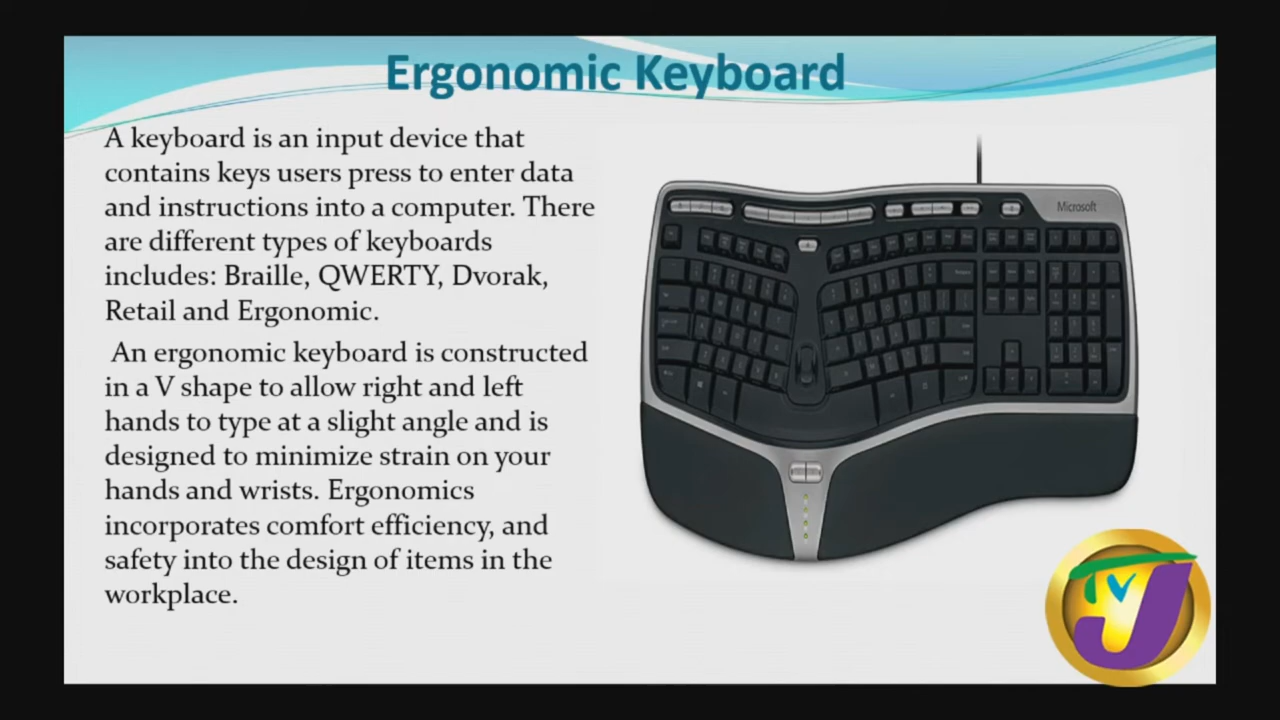 Ergonomic Keyboard
A keyboard is an input device that
contains keys users press to enter data
and instructions into a computer. There
are different types of keyboards
includes: Braille, QWERTY, Dvorak,
Retail and Ergonomic.
An ergonomic keyboard is constructed
in a V shape to allow right and left
hands to type at a slight angle and is
designed to minimize strain on your
hands and wrists. Ergonomics
incorporates comfort efficiency, and
safety into the design of items in the
workplace.
Microsoft
TVJ